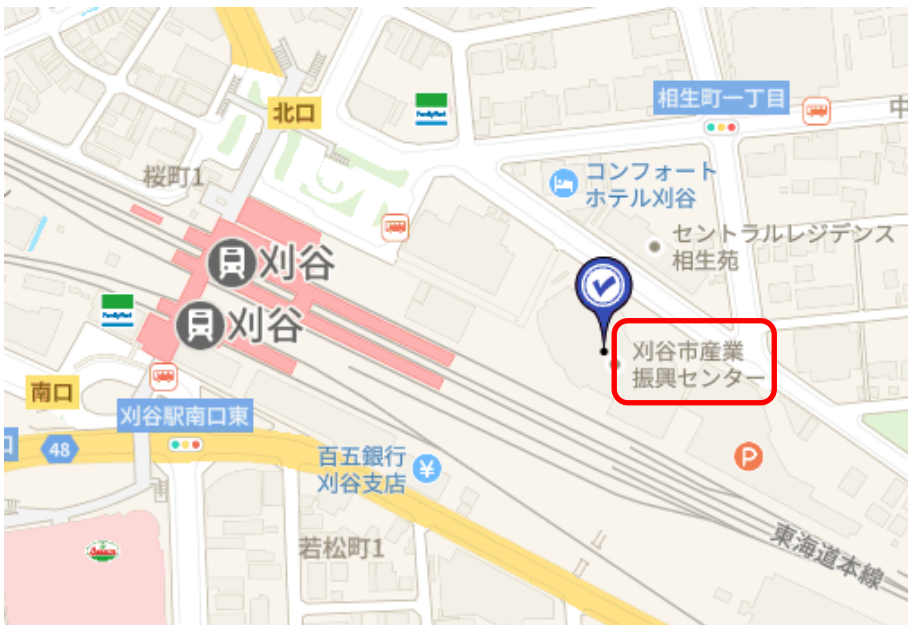 北口
FamilyMart
相生町一丁目
中
桜町1
コンフォート
ホテル刈谷
セントラルレジデンス
相生苑
刈谷
刈谷
FamilyMart
刈谷市産業
振興センター
南口
刈谷駅南口東
口
48
百五銀行
刈谷支店
¥
P
若松町1
東海道本線